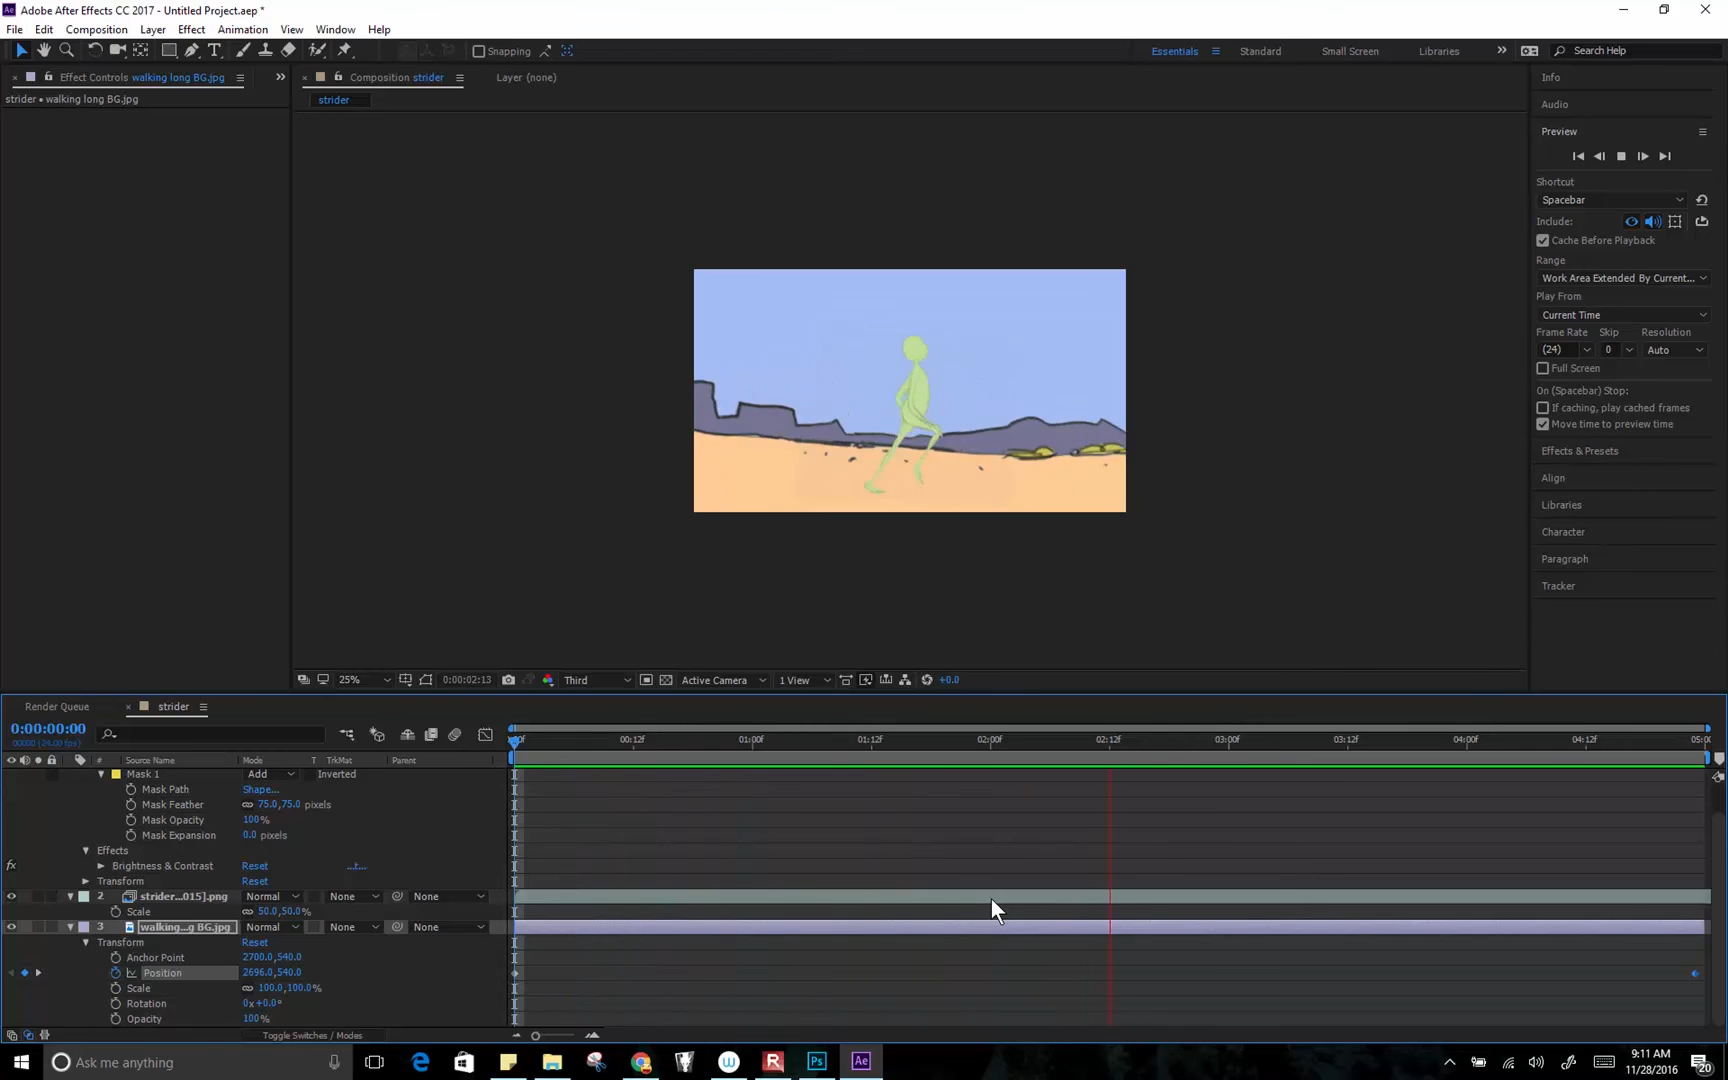 Adobe After Effects CC 2017 - Untitled Project.aep *
File Edit Composition Layer Effect Animation View Window Help
Snapping
Essentials Standard Small Screen Libraries
Search Help
Effect Controls walking long BG.jpg
Composition strider
Layer (none)
strider • walking long BG.jpg
strider
Info
Audio
Preview
Shortcut
Spacebar
Include:
Cache Before Playback
Range
Work Area Extended By Current...
Play From
Current Time
Frame Rate Skip Resolution
(24) 0 Auto
Full Screen
On (Spacebar) Stop:
If caching, play cached frames
Move time to preview time
Effects & Presets
Align
Libraries
Character
Paragraph
Tracker
25% 0:00:02:13 Third Active Camera 1 View +0.0
Render Queue
strider
0:00:00:00
00000 (24.00 fps)
00:12f 01:00f 01:12f 02:00f 02:12f 03:00f 03:12f 04:00f 04:12f
# Source Name Mode T TrkMat Parent
Mask 1 Add Inverted
Mask Path Shape...
Mask Feather 75.0,75.0 pixels
Mask Opacity 100%
Mask Expansion 0.0 pixels
Effects
fx Brightness & Contrast Reset ...t...
Transform Reset
2 strider...015].png Normal None None
Scale 50.0,50.0%
3 walking...g BG.jpg Normal None None
Transform Reset
Anchor Point 2700.0,540.0
Position 2696.0,540.0
Scale 100.0,100.0%
Rotation 0x+0.0°
Opacity 100%
Toggle Switches / Modes
Ask me anything
Ps Ae
9:11 AM
11/28/2016
20